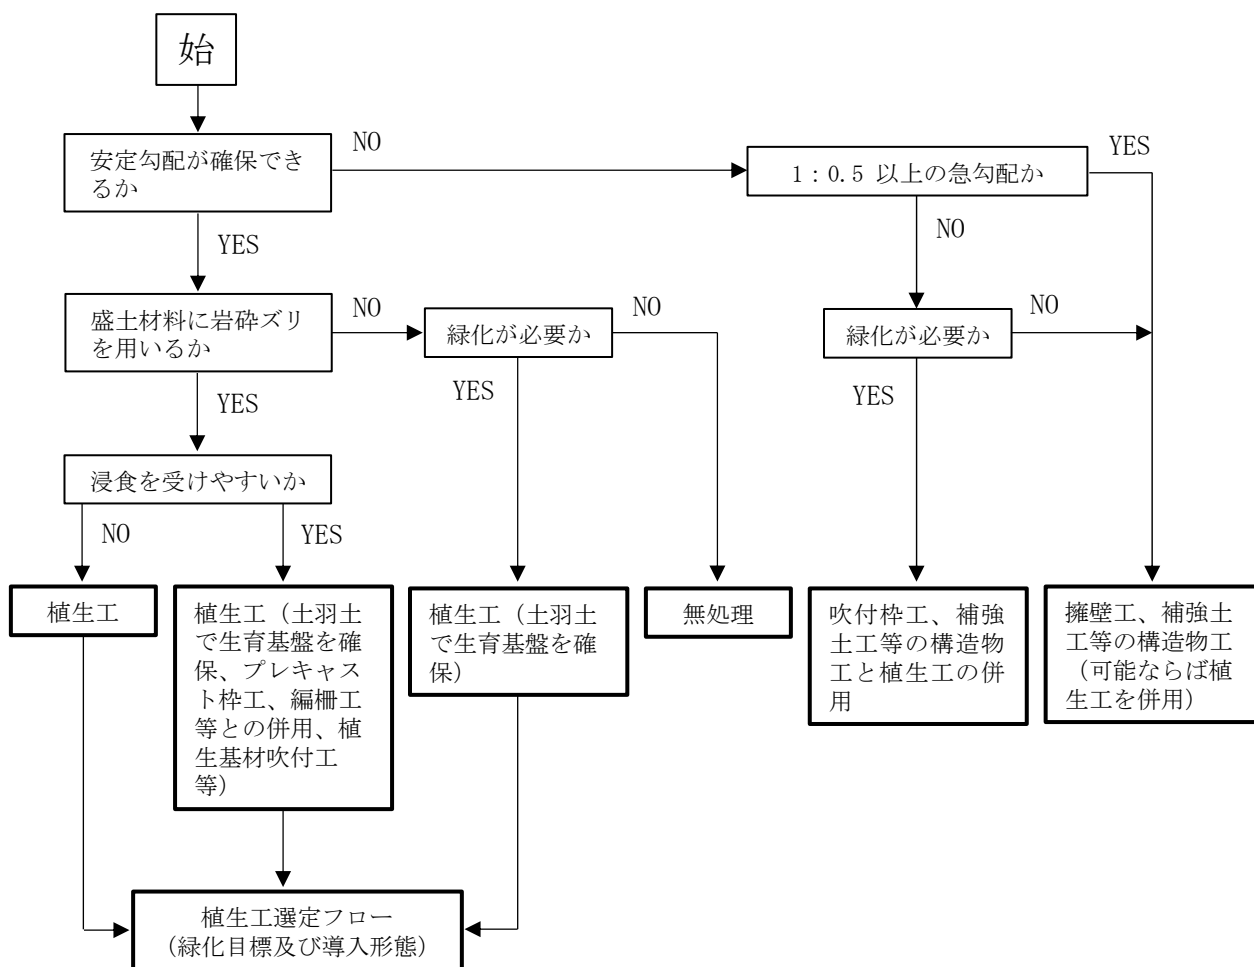 始
安定勾配が確保でき
るか
NO
1：0.5 以上の急勾配か
YES
YES
NO
盛土材料に岩砕ズリ
を用いるか
NO
緑化が必要か
NO
緑化が必要か
NO
YES
YES
YES
浸食を受けやすいか
NO
YES
植生工
植生工（土羽土
で生育基盤を確
保、プレキャス
ト枠工、編柵工
等との併用、植
生基材吹付工
等）
植生工（土羽土
で生育基盤を確
保）
無処理
吹付枠工、補強
土工等の構造物
工と植生工の併
用
擁壁工、補強土
工等の構造物工
（可能ならば植
生工を併用）
植生工選定フロー
（緑化目標及び導入形態）